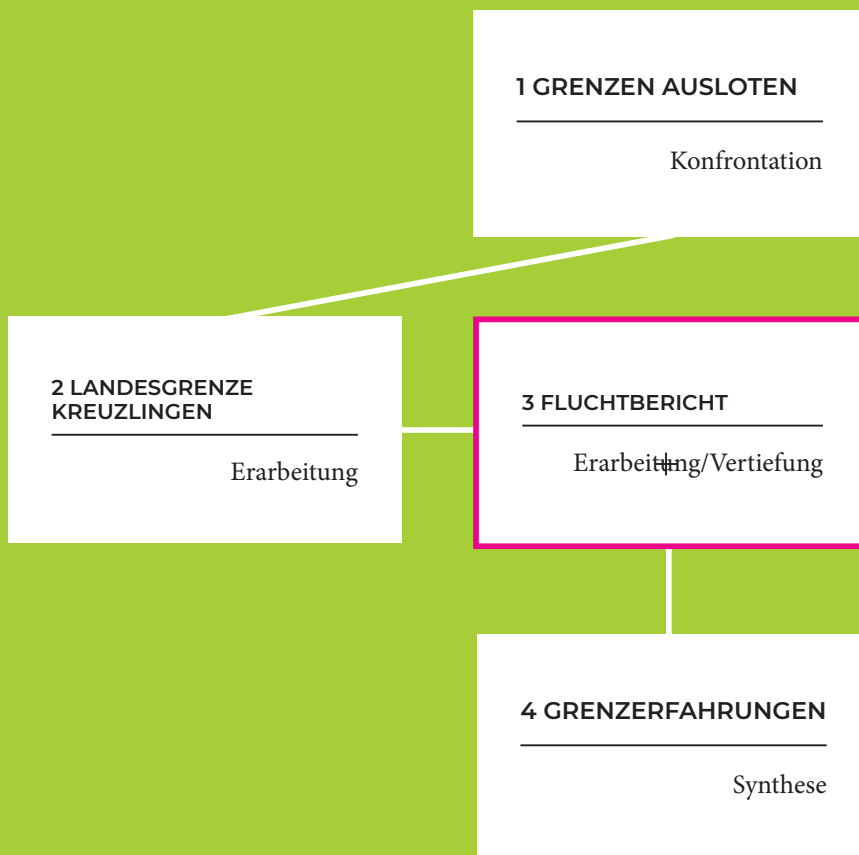 1 GRENZEN AUSLOTEN
Konfrontation
2 LANDESGRENZE
KREUZLINGEN
Erarbeitung
3 FLUCHTBERICHT
Erarbeitung/Vertiefung
4 GRENZERFAHRUNGEN
Synthese